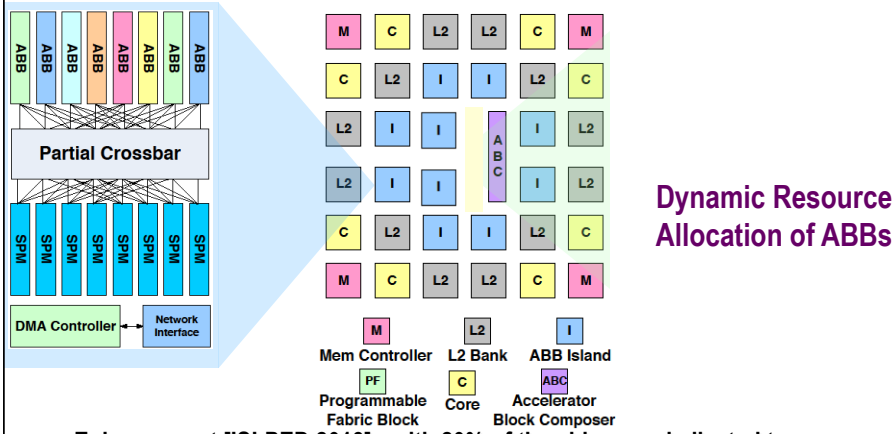 ABB ABB ABB ABB ABB ABB ABB ABB
Partial Crossbar
SPM SPM SPM SPM SPM SPM SPM SPM
DMA Controller
Network
Interface
M C L2 L2 C M
C L2 I I L2 C
L2 I I I L2
ABC
L2 I I I L2
C L2 I I L2 C
M C L2 L2 C M
Dynamic Resource
Allocation of ABBs
M L2 I
Mem Controller L2 Bank ABB Island
PF C ABC
Programmable
Fabric Block
Core
Accelerator
Block Composer